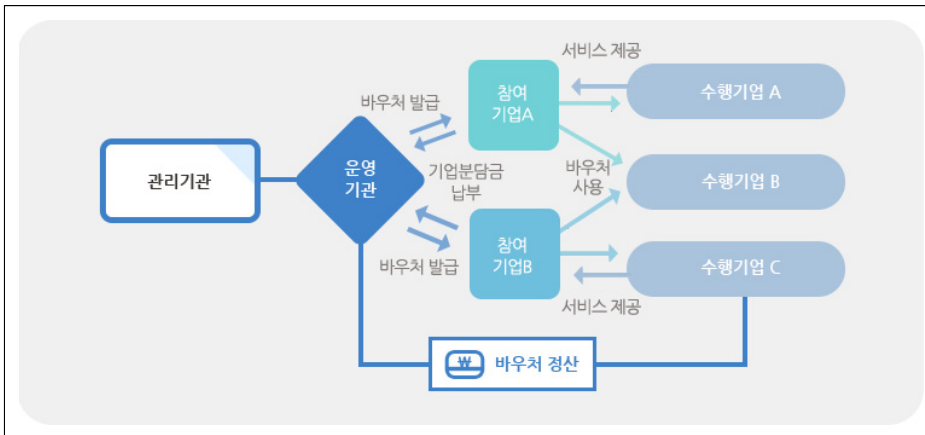 서비스 제공
참여
기업A
수행기업 A
바우처 발급
관리기관
운영
기관
기업분담금
납부
바우처
사용
수행기업 B
참여
기업B
바우처 발급
수행기업 C
서비스 제공
₩ 바우처 정산